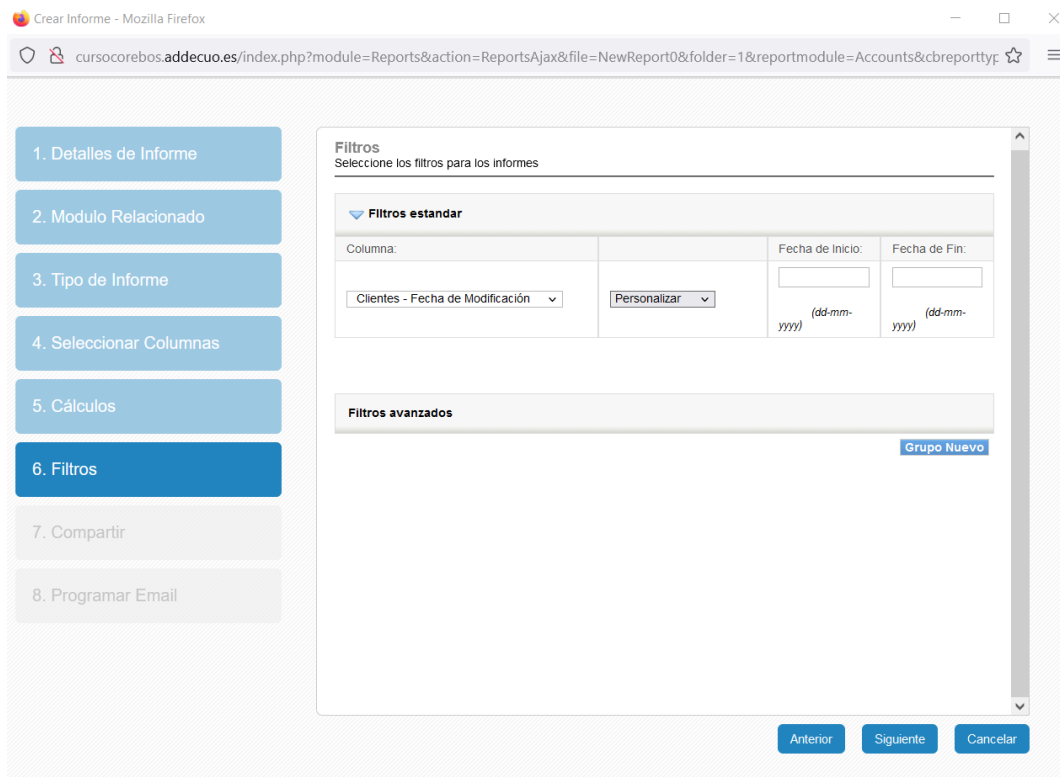 Crear Informe - Mozilla Firefox
cursocorebos.addecuo.es/index.php?module=Reports&action=ReportsAjax&file=NewReport0&folder=1&reportmodule=Accounts&cbreporttyp
1. Detalles de Informe
2. Modulo Relacionado
3. Tipo de Informe
4. Seleccionar Columnas
5. Cálculos
6. Filtros
7. Compartir
8. Programar Email
Filtros
Seleccione los filtros para los informes
Filtros estandar
Columna: Fecha de Inicio: Fecha de Fin:
Clientes - Fecha de Modificación Personalizar
(dd-mm- (dd-mm-
yyyy) yyyy)
Filtros avanzados
Grupo Nuevo
Anterior Siguiente Cancelar